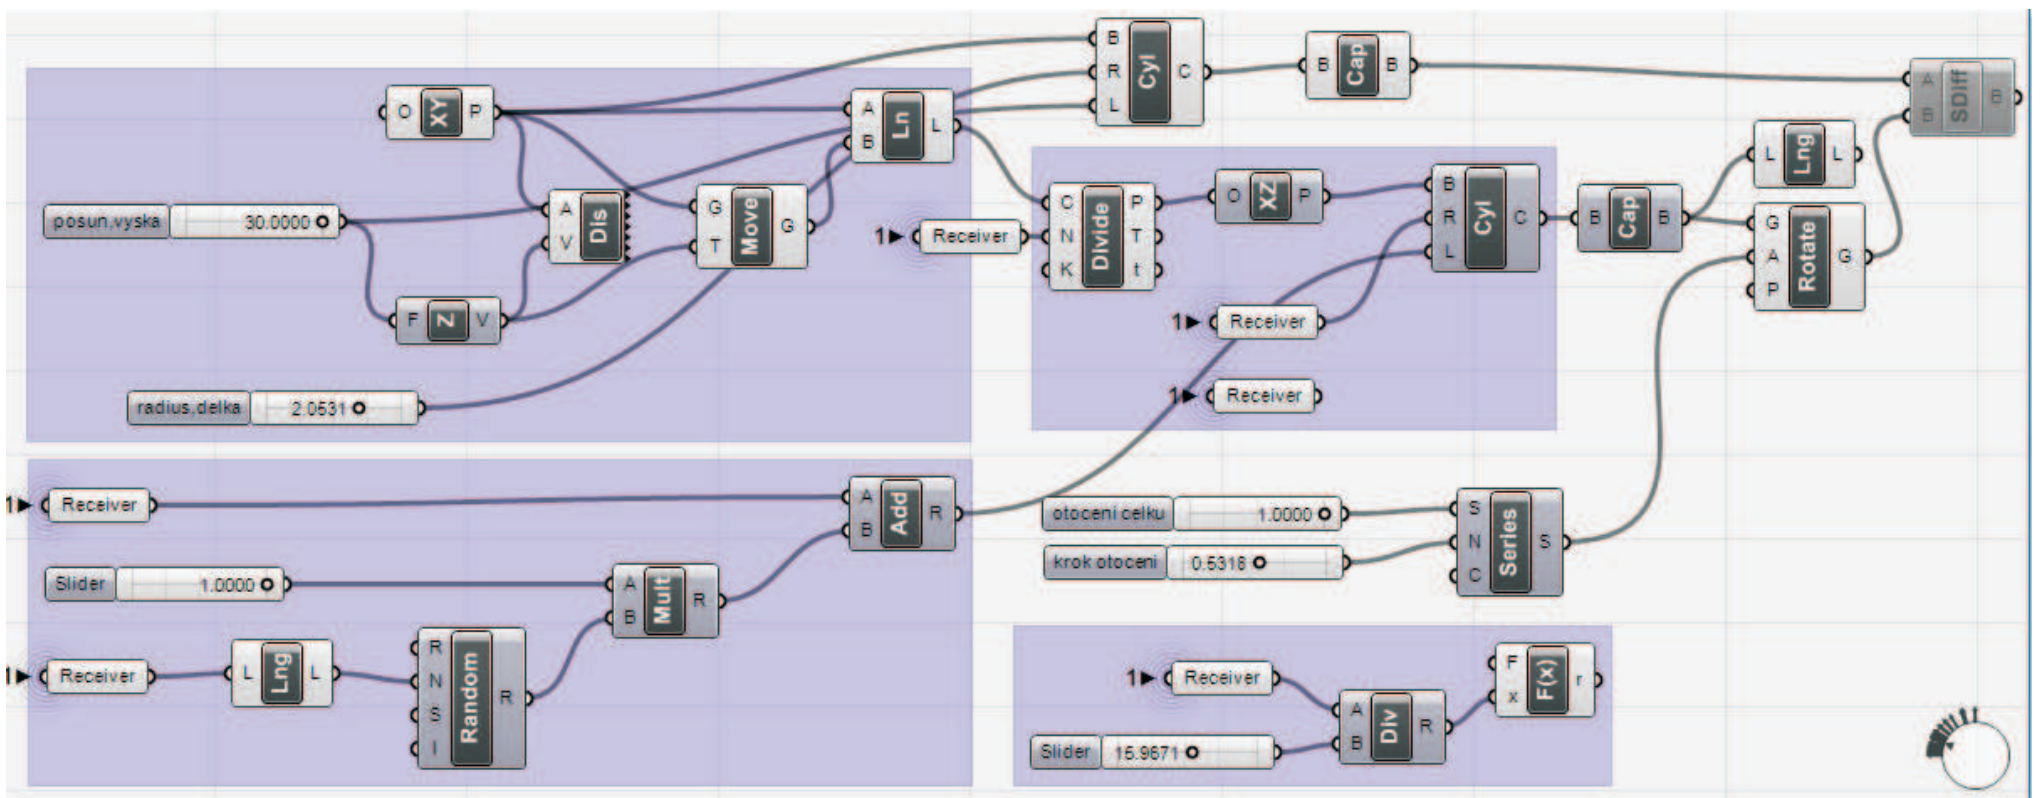 B R L Cyl C
B Cap B
A B SDiff B
O XY P
A B Ln L
L Lng L
posun,vyska 30.0000
A V Dis
G T Move G
1 Receiver
C N K Divide P T t
O XZ P
B R L Cyl C
B Cap B
G A P Rotate G
F Z V
1 Receiver
radius,delka 2.0531
1 Receiver
1 Receiver
A B Add R
otoceni celku 1.0000
krok otoceni 0.5318
S N C Series S
Slider 1.0000
A B Mult R
1 Receiver
L Lng L
R N S I Random R
1 Receiver
F x F(x) r
Slider 15.9671
A B Div R